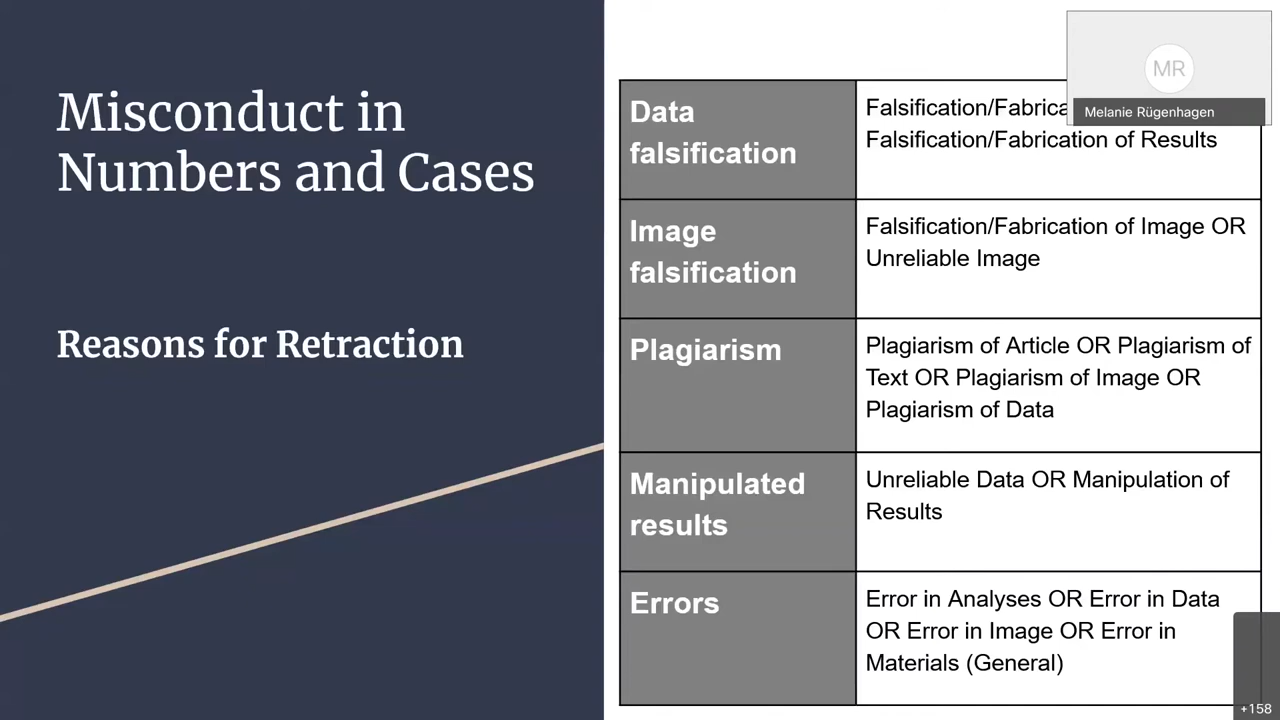 Misconduct in
Numbers and Cases
Reasons for Retraction
Data
falsification
Falsification/Fabrica
Falsification/Fabrication of Results
Image
falsification
Falsification/Fabrication of Image OR
Unreliable Image
Plagiarism
Plagiarism of Article OR Plagiarism of
Text OR Plagiarism of Image OR
Plagiarism of Data
Manipulated
results
Unreliable Data OR Manipulation of
Results
Errors
Error in Analyses OR Error in Data
OR Error in Image OR Error in
Materials (General)
MR
Melanie Rügenhagen
+158